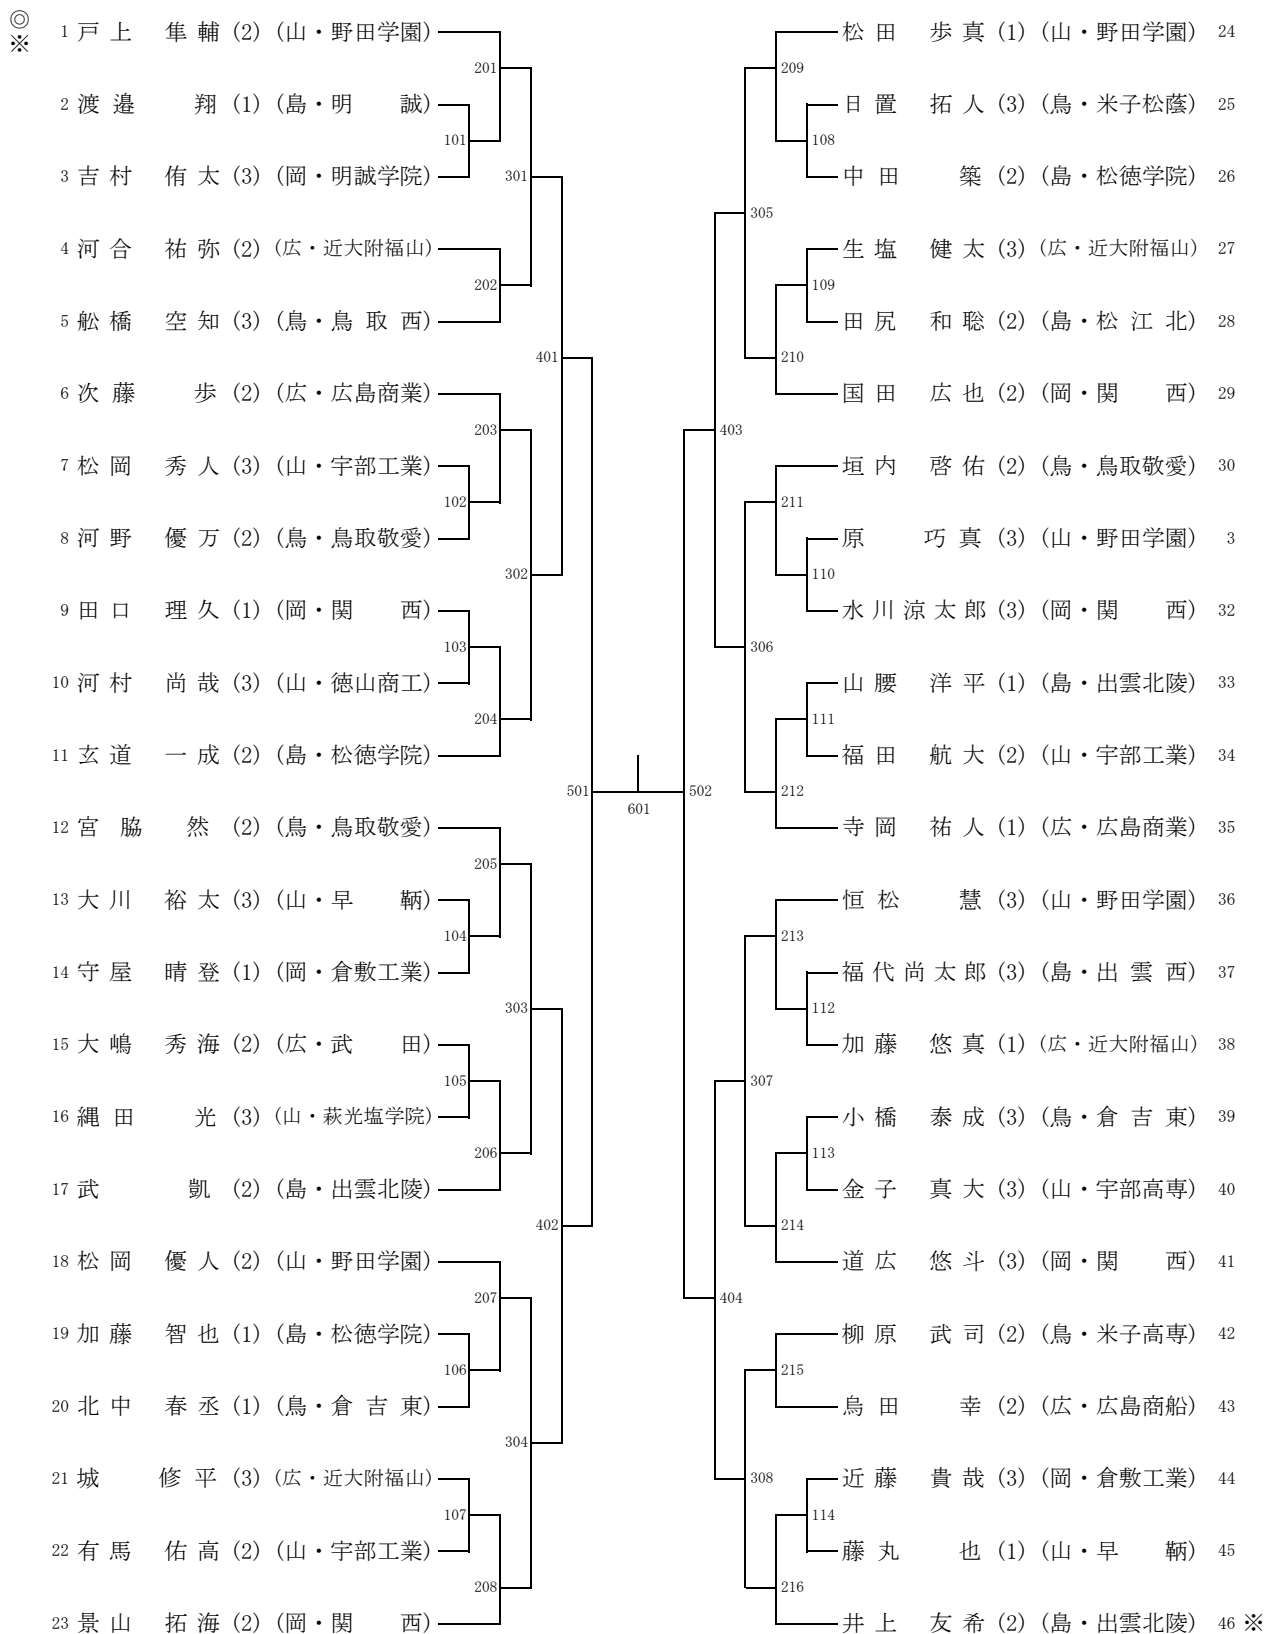 ◎
※
1 戸上 隼輔 (2) (山・野田学園)
201
2 渡邉 翔 (1) (島・明 誠)
101
3 吉村 侑太 (3) (岡・明誠学院)
301
4 河合 祐弥 (2) (広・近大附福山)
202
5 舩橋 空知 (3) (鳥・鳥取西)
401
6 次藤 歩 (2) (広・広島商業)
203
7 松岡 秀人 (3) (山・宇部工業)
102
8 河野 優万 (2) (鳥・鳥取敬愛)
302
9 田口 理久 (1) (岡・関 西)
103
10 河村 尚哉 (3) (山・徳山商工)
204
11 玄道 一成 (2) (島・松徳学院)
501
601
12 宮脇 然 (2) (鳥・鳥取敬愛)
205
13 大川 裕太 (3) (山・早 鞆)
104
14 守屋 晴登 (1) (岡・倉敷工業)
303
15 大嶋 秀海 (2) (広・武 田)
105
16 縄田 光 (3) (山・萩光塩学院)
206
17 武 凱 (2) (島・出雲北陵)
402
18 松岡 優人 (2) (山・野田学園)
207
19 加藤 智也 (1) (島・松徳学院)
106
20 北中 春丞 (1) (鳥・倉吉東)
304
21 城 修平 (3) (広・近大附福山)
107
22 有馬 佑高 (2) (山・宇部工業)
208
23 景山 拓海 (2) (岡・関 西)
松田 歩真 (1) (山・野田学園) 24
209
日置 拓人 (3) (鳥・米子松蔭) 25
108
中田 築 (2) (島・松徳学院) 26
305
生塩 健太 (3) (広・近大附福山) 27
109
田尻 和聡 (2) (島・松江北) 28
210
国田 広也 (2) (岡・関 西) 29
403
垣内 啓佑 (2) (鳥・鳥取敬愛) 30
211
原 巧真 (3) (山・野田学園) 3
110
水川涼太郎 (3) (岡・関 西) 32
306
山腰 洋平 (1) (島・出雲北陵) 33
111
福田 航大 (2) (山・宇部工業) 34
212
502
寺岡 祐人 (1) (広・広島商業) 35
恒松 慧 (3) (山・野田学園) 36
213
福代尚太郎 (3) (島・出雲西) 37
112
加藤 悠真 (1) (広・近大附福山) 38
307
小橋 泰成 (3) (鳥・倉吉東) 39
113
金子 真大 (3) (山・宇部高専) 40
214
道広 悠斗 (3) (岡・関 西) 41
404
柳原 武司 (2) (鳥・米子高専) 42
215
烏田 幸 (2) (広・広島商船) 43
308
近藤 貴哉 (3) (岡・倉敷工業) 44
114
藤丸 也 (1) (山・早 鞆) 45
216
井上 友希 (2) (島・出雲北陵) 46 ※